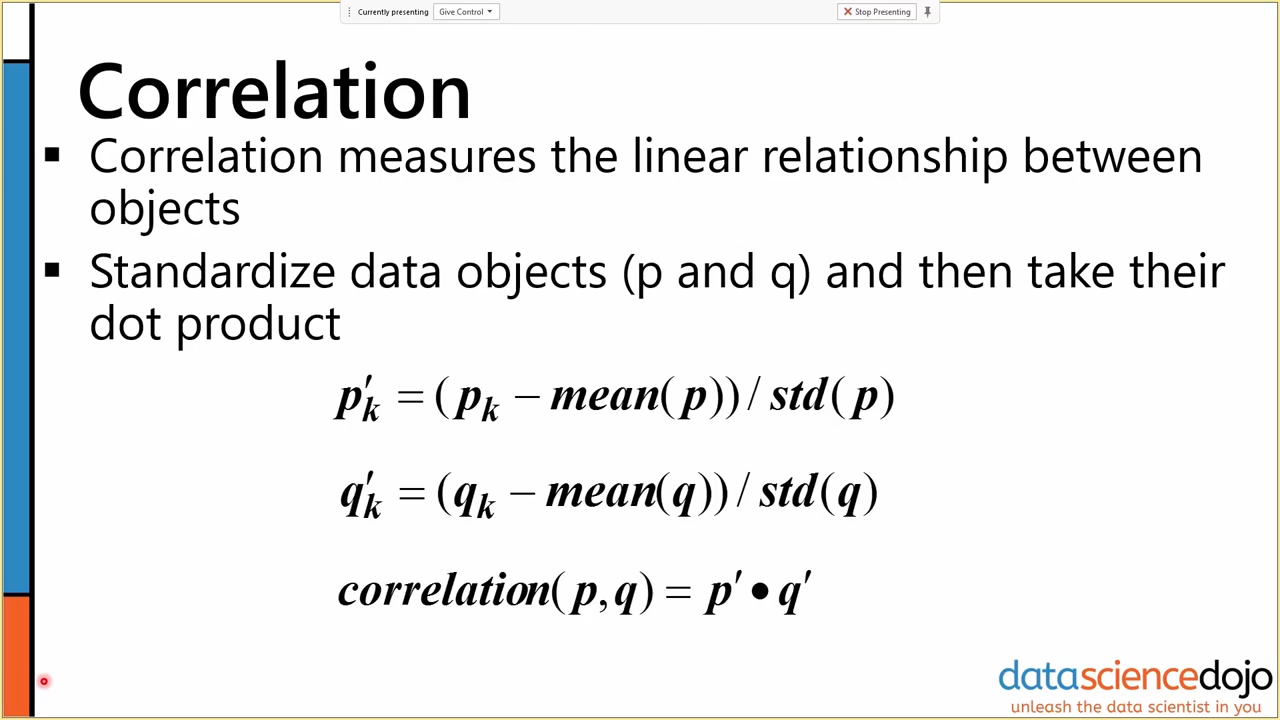 Currently presenting Give Control Stop Presenting
Correlation
▪ Correlation measures the linear relationship between
objects
▪ Standardize data objects (p and q) and then take their
dot product
p′k = ( pk − mean( p)) / std( p)
q′k = (qk − mean(q)) / std(q)
correlation( p, q) = p′ • q′
datasciencedojo
unleash the data scientist in you